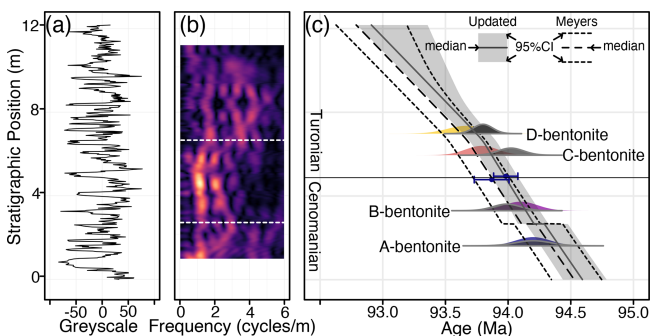 (a)
(b)
(c)
Updated Meyers
median 95%CI median
12
8
4
0
Stratigraphic Position (m)
Turonian
Cenomanian
D-bentonite
C-bentonite
B-bentonite
A-bentonite
-50 0 50
Greyscale
0 2 4 6
Frequency (cycles/m)
93.0 93.5 94.0 94.5 95.0
Age (Ma)